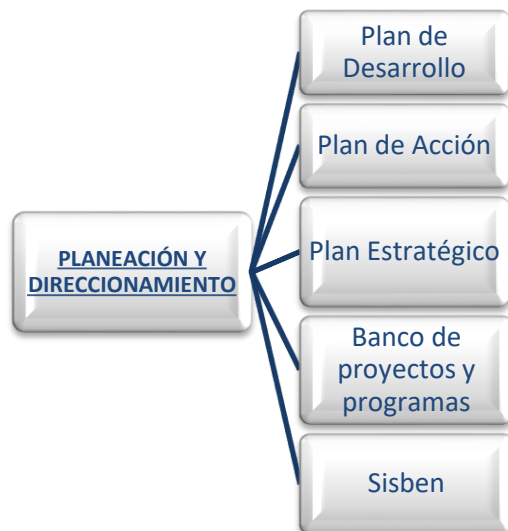 PLANEACIÓN Y
DIRECCIONAMIENTO
Plan de
Desarrollo
Plan de Acción
Plan Estratégico
Banco de
proyectos y
programas
Sisben